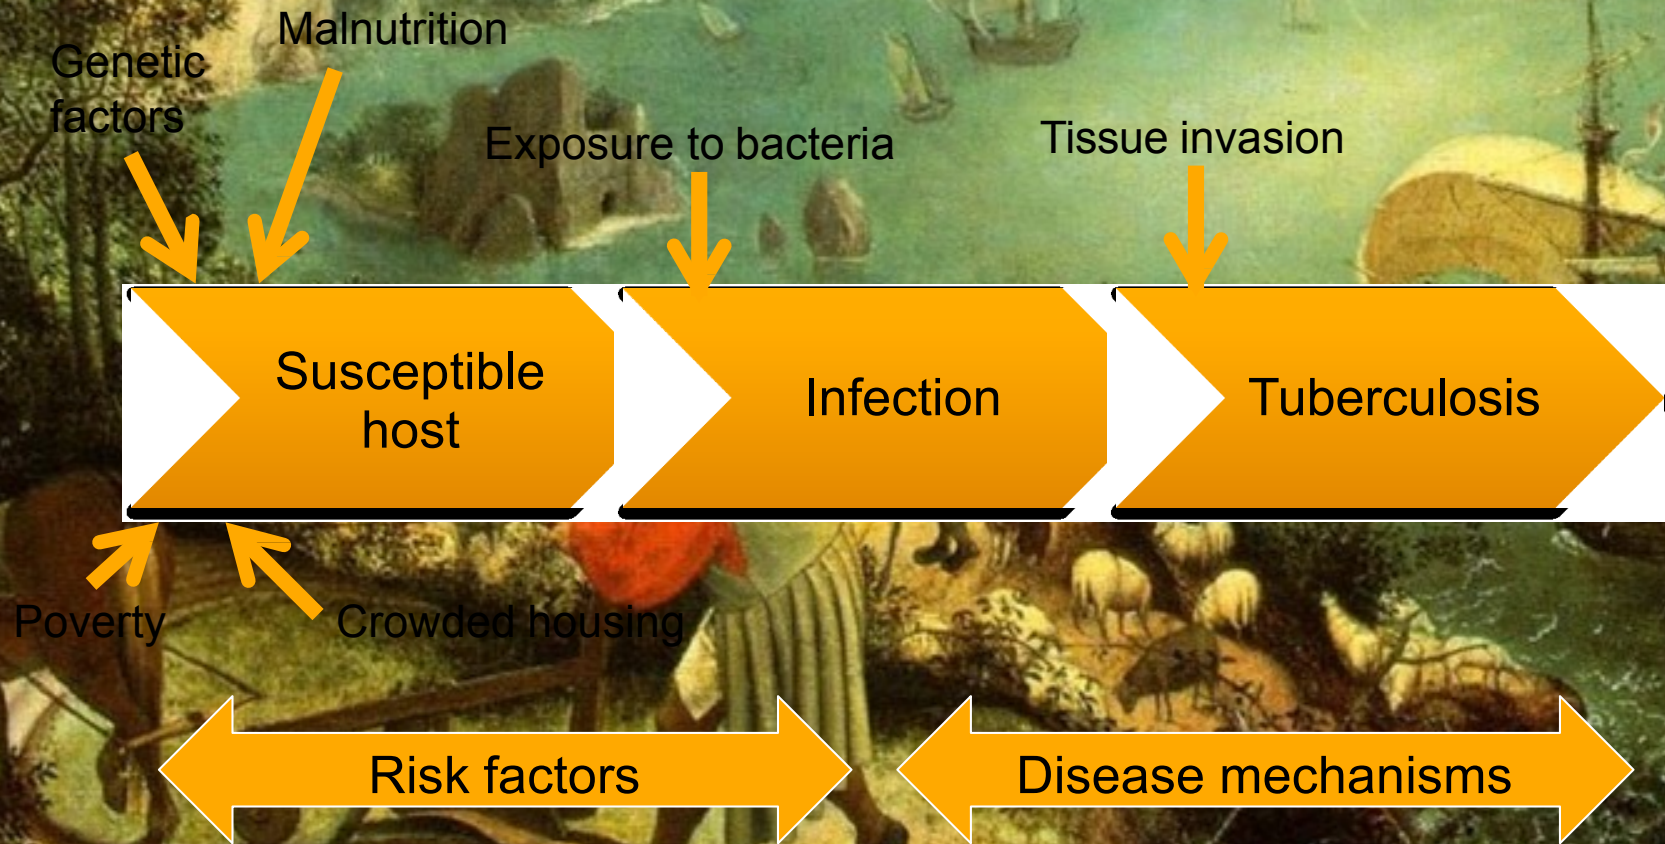 Malnutrition
Genetic
factors
Exposure to bacteria
Tissue invasion
Susceptible
host
Infection
Tuberculosis
Poverty
Crowded housing
Risk factors
Disease mechanisms